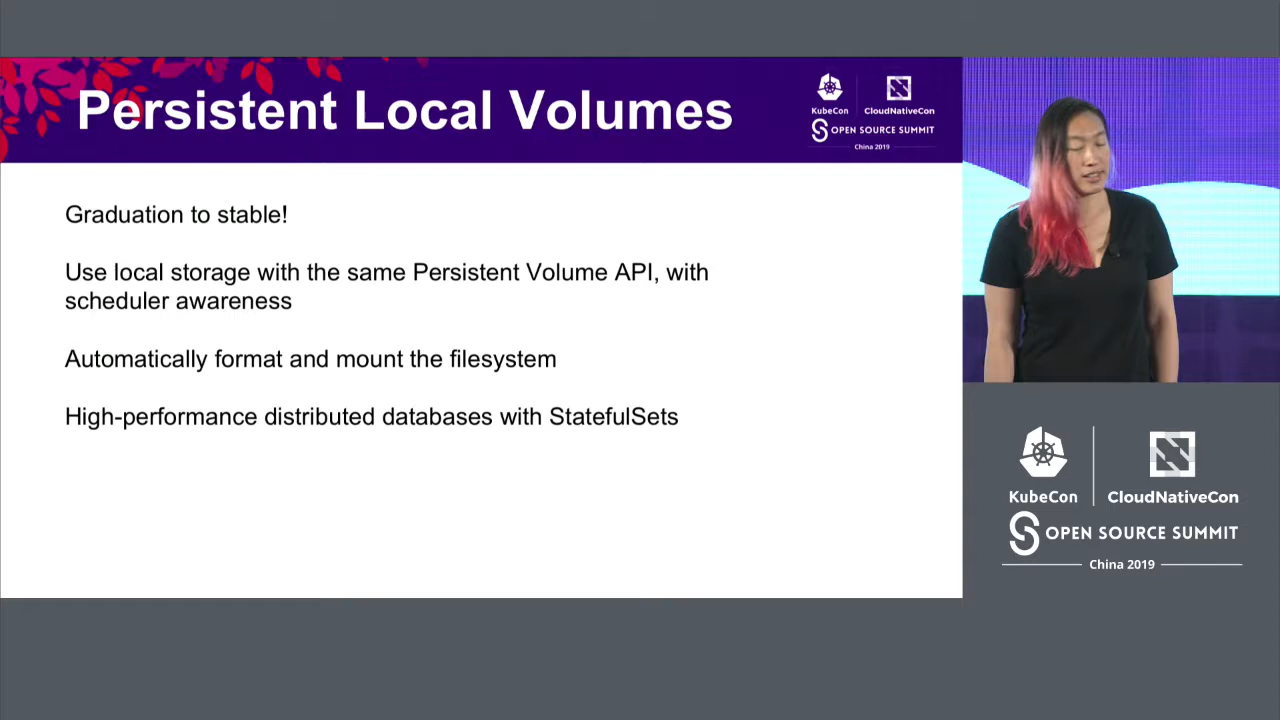 Persistent Local Volumes
KubeCon
CloudNativeCon
OPEN SOURCE SUMMIT
China 2019
Graduation to stable!
Use local storage with the same Persistent Volume API, with
scheduler awareness
Automatically format and mount the filesystem
High-performance distributed databases with StatefulSets
KubeCon
CloudNativeCon
OPEN SOURCE SUMMIT
China 2019